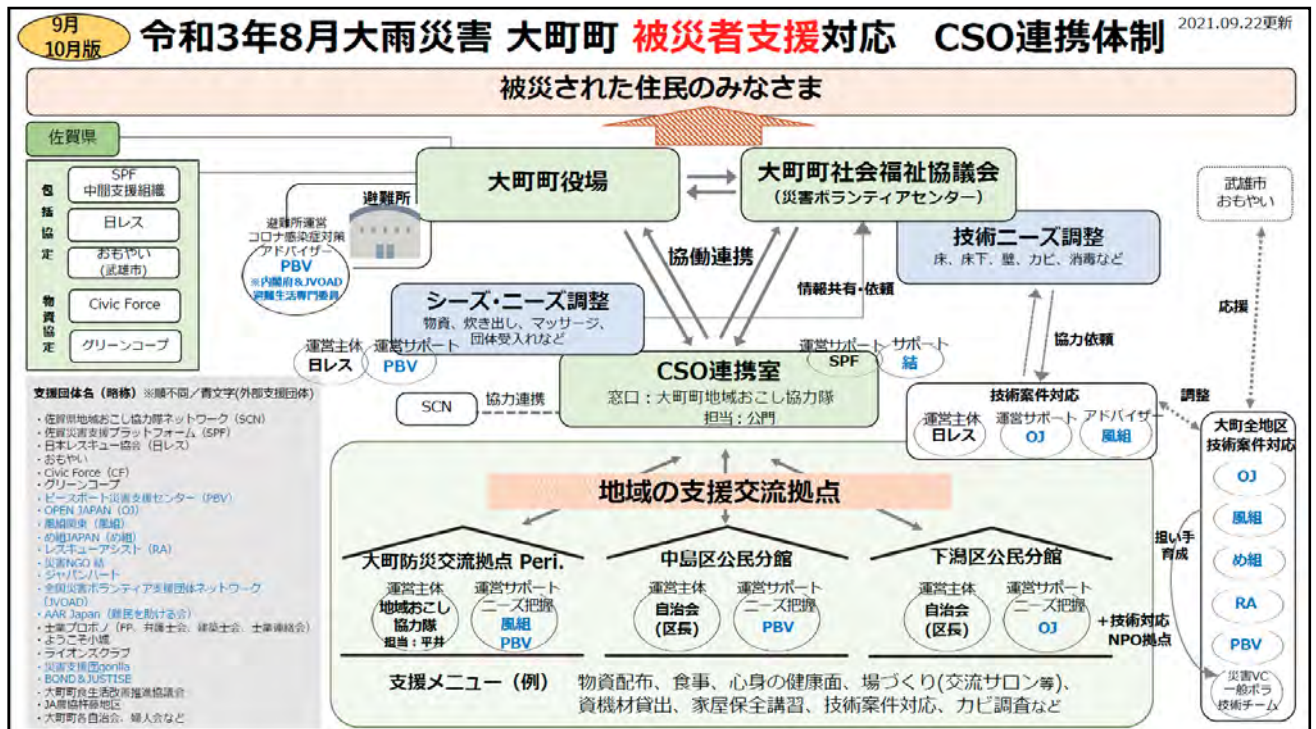 9月
10月版
令和3年8月大雨災害 大町町 被災者支援対応 CSO連携体制
2021.09.22更新
被災された住民のみなさま
佐賀県
包括協定
SPF
中間支援組織
日レス
おもやい
(武雄市)
物資協定
Civic Force
グリーンコープ
大町町役場
大町町社会福祉協議会
(災害ボランティアセンター)
避難所
避難所運営
コロナ感染症対策
アドバイザー
PBV
※内閣府&JVOAD
避難生活専門委員
協働連携
シーズ・ニーズ調整
物資、炊き出し、マッサージ、
団体受入れなど
運営主体
日レス
運営サポート
PBV
情報共有・依頼
技術ニーズ調整
床、床下、壁、カビ、消毒など
武雄市
おもやい
応援
協力依頼
運営サポート
SPF
サポート
結
CSO連携室
窓口:大町町地域おこし協力隊
担当:公門
SCN
協力連携
技術案件対応
運営主体
日レス
運営サポート
OJ
アドバイザー
風組
調整
大町全地区
技術案件対応
OJ
風組
め組
RA
PBV
災害VC
一般ボラ
技術チーム
担い手
育成
支援団体名(略称)※順不同/青文字(外部支援団体)
・佐賀県地域おこし協力隊ネットワーク(SCN)
・佐賀災害支援プラットフォーム(SPF)
・日本レスキュー協会(日レス)
・おもやい
・Civic Force(CF)
・グリーンコープ
・ピースボート災害支援センター(PBV)
・OPEN JAPAN(OJ)
・風組関東(風組)
・め組JAPAN(め組)
・レスキューアシスト(RA)
・災害NGO 結
・ジャパンハート
・全国災害ボランティア支援団体ネットワーク
(JVOAD)
・AAR Japan(難民を助ける会)
・士業プロボノ(FP、弁護士会、建築士会、士業連絡会)
・ようこそ小城
・ライオンズクラブ
・災害支援団gorilla
・BOND&JUSTISE
・大町町食生活改善推進協議会
・JA農協杵藤地区
・大町町各自治会、婦人会など
地域の支援交流拠点
大町防災交流拠点 Peri.
運営主体
地域おこし
協力隊
担当:平井
運営サポート
ニーズ把握
風組
PBV
中島区公民分館
運営主体
自治会
(区長)
運営サポート
ニーズ把握
PBV
下潟区公民分館
運営主体
自治会
(区長)
運営サポート
ニーズ把握
OJ
+技術対応
NPO拠点
支援メニュー(例)
物資配布、食事、心身の健康面、場づくり(交流サロン等)、
資機材貸出、家屋保全講習、技術案件対応、カビ調査など